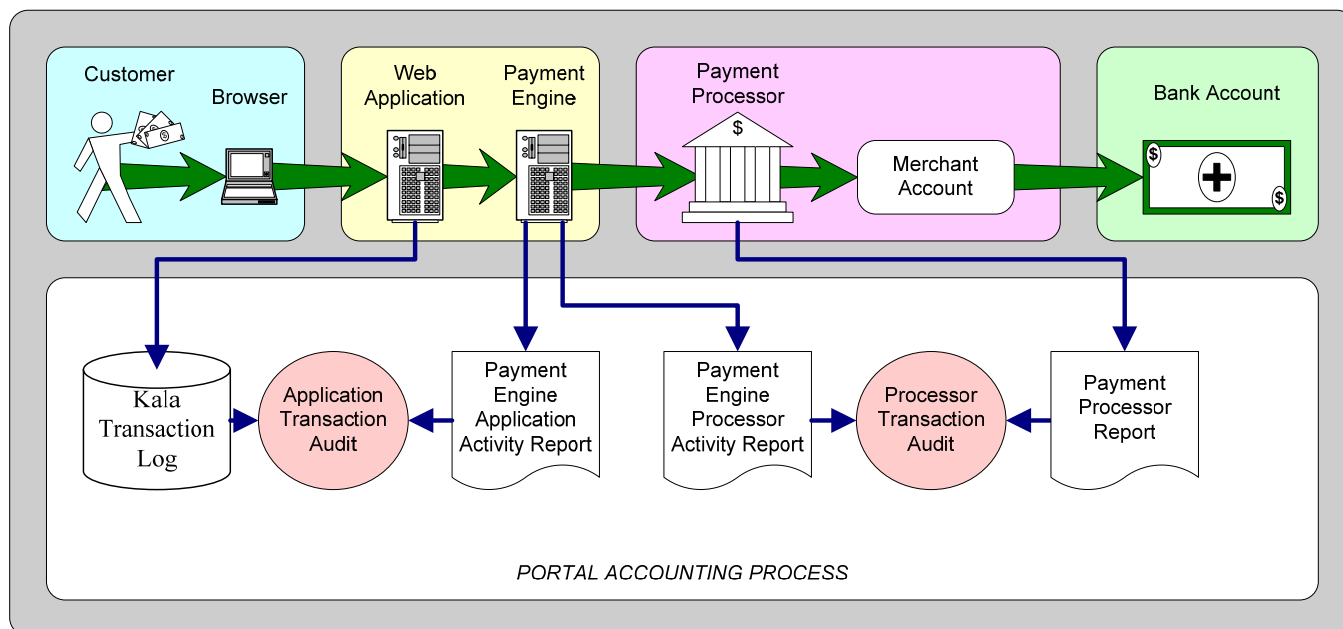 Customer
Browser
Web
Application
Payment
Engine
Payment
Processor
$
Merchant
Account
Bank Account
$
$
Kala
Transaction
Log
Application
Transaction
Audit
Payment
Engine
Application
Activity Report
Payment
Engine
Processor
Activity Report
Processor
Transaction
Audit
Payment
Processor
Report
PORTAL ACCOUNTING PROCESS